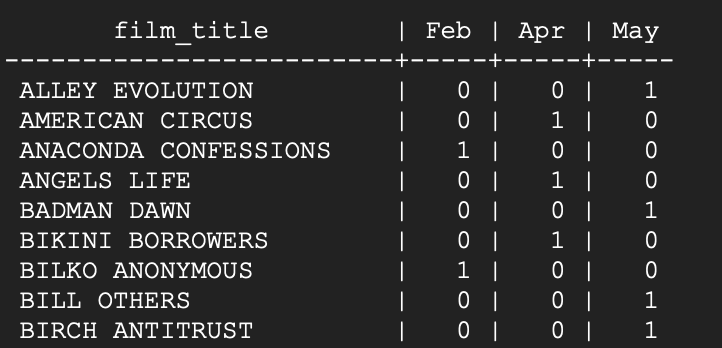 film_title | Feb | Apr | May
-------------------------+-----+-----+-----
ALLEY EVOLUTION | 0 | 0 | 1
AMERICAN CIRCUS | 0 | 1 | 0
ANACONDA CONFESSIONS | 1 | 0 | 0
ANGELS LIFE | 0 | 1 | 0
BADMAN DAWN | 0 | 0 | 1
BIKINI BORROWERS | 0 | 1 | 0
BILKO ANONYMOUS | 1 | 0 | 0
BILL OTHERS | 0 | 0 | 1
BIRCH ANTITRUST | 0 | 0 | 1